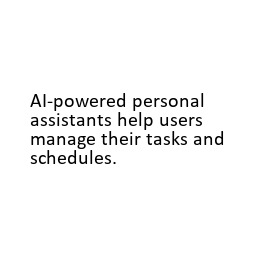 AI-powered personal
assistants help users
manage their tasks and
schedules.